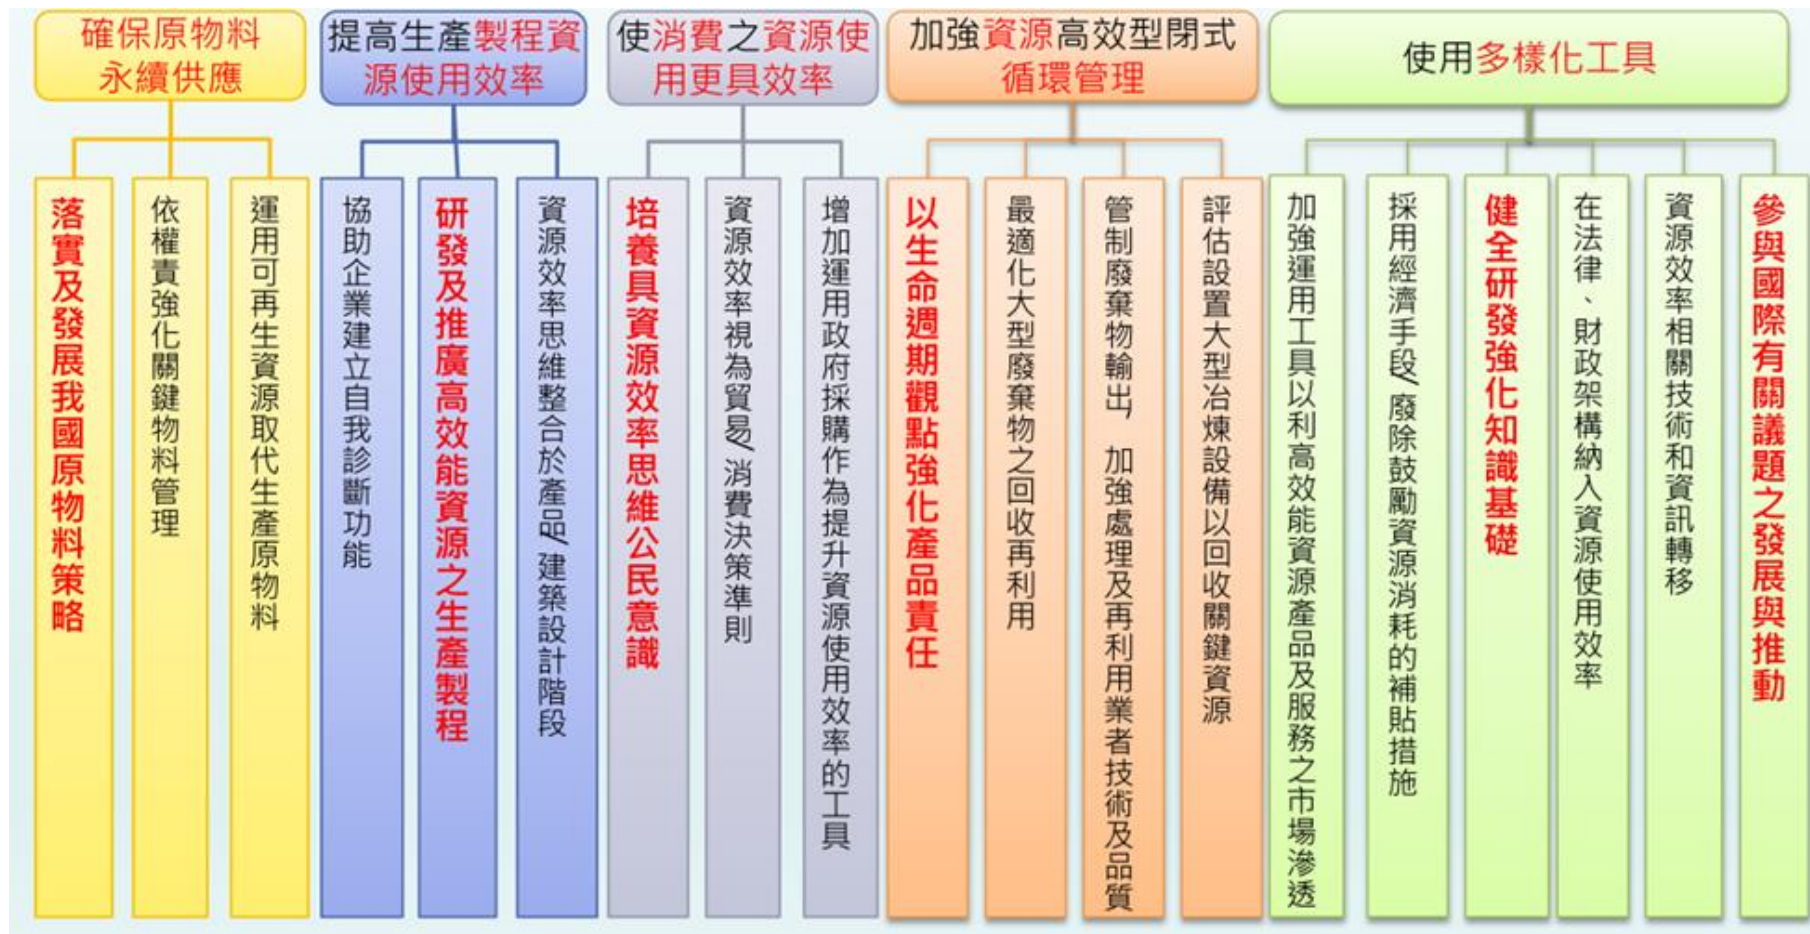 確保原物料
永續供應
提高生產製程資
源使用效率
使消費之資源使
用更具效率
加強資源高效型閉式
循環管理
使用多樣化工具
落實及發展我國原物料策略
依權責強化關鍵物料管理
運用可再生資源取代生產原物料
協助企業建立自我診斷功能
研發及推廣高效能資源之生產製程
資源效率思維整合於產品/建築設計階段
培養具資源效率思維公民意識
資源效率視為貿易/消費決策準則
增加運用政府採購作為提升資源使用效率的工具
以生命週期觀點強化產品責任
最適化大型廢棄物之回收再利用
管制廢棄物輸出，加強處理及再利用業者技術及品質
評估設置大型冶煉設備以回收關鍵資源
加強運用工具以利高效能資源產品及服務之市場滲透
採用經濟手段/廢除鼓勵資源消耗的補貼措施
健全研發強化知識基礎
在法律、財政架構納入資源使用效率
資源效率相關技術和資訊轉移
參與國際有關議題之發展與推動